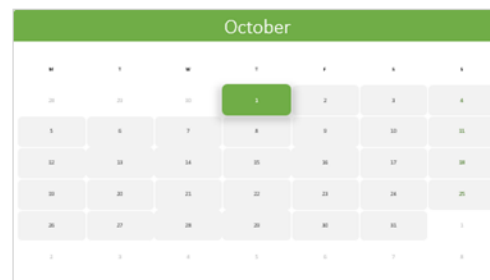 October
M T W T F S S
28 29 30 1 2 3 4
5 6 7 8 9 10 11
12 13 14 15 16 17 18
19 20 21 22 23 24 25
26 27 28 29 30 31 1
2 3 4 5 6 7 8